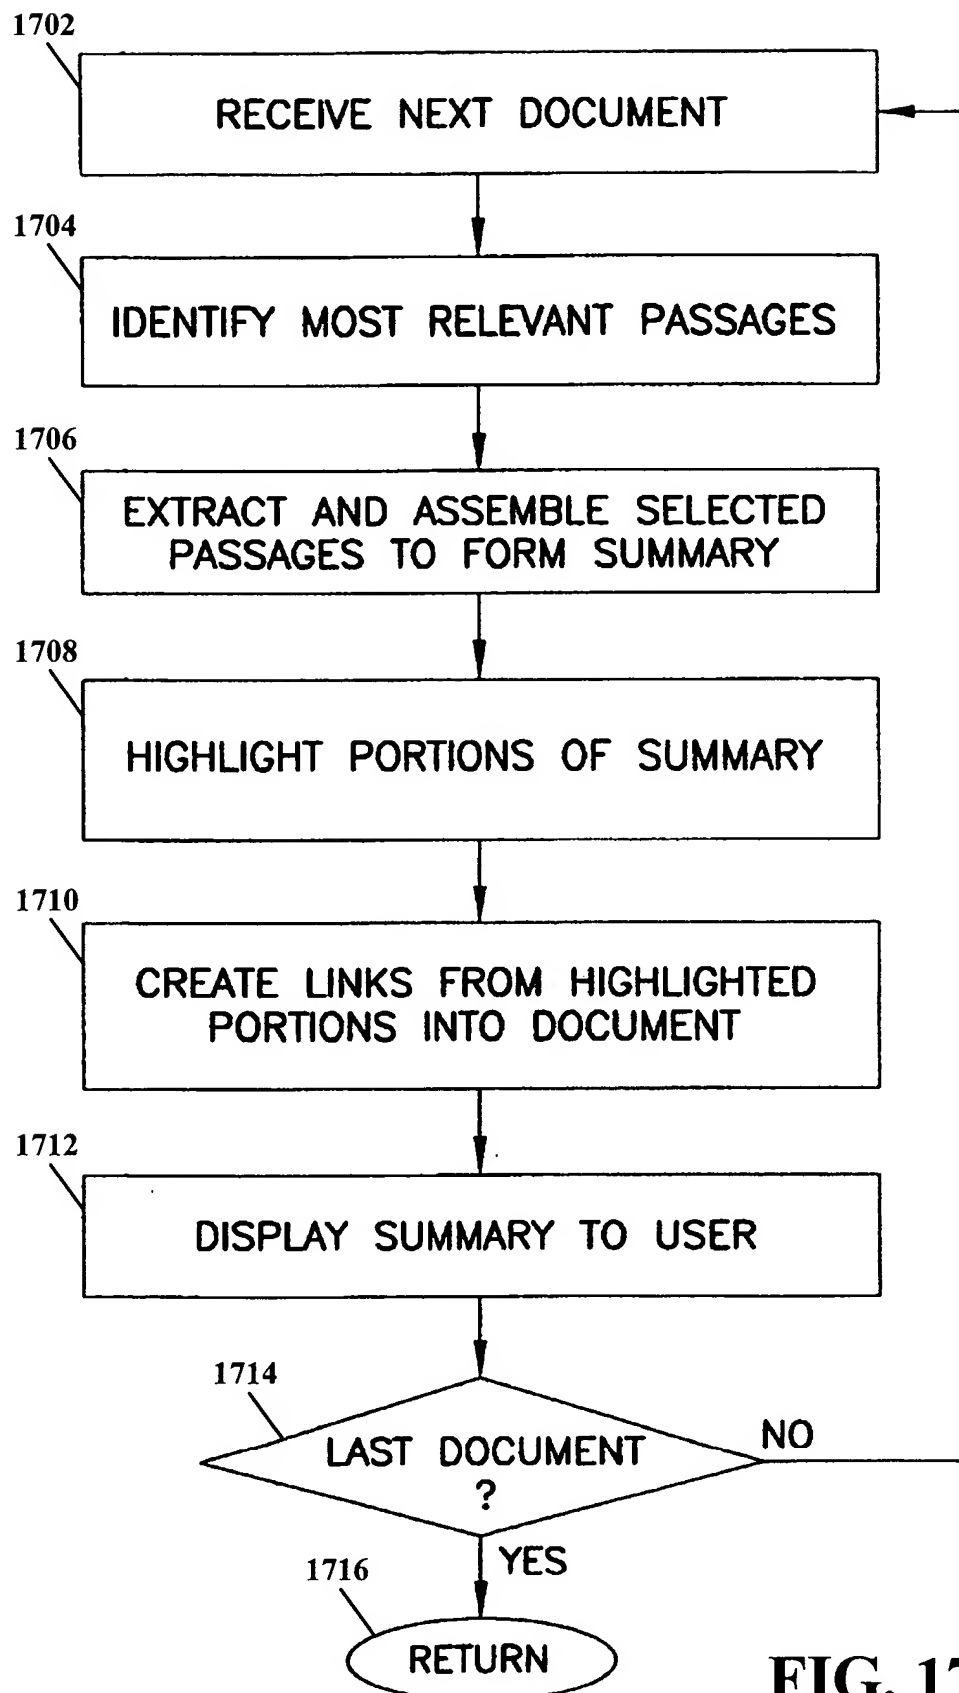 1702
RECEIVE NEXT DOCUMENT
1704
IDENTIFY MOST RELEVANT PASSAGES
1706
EXTRACT AND ASSEMBLE SELECTED
PASSAGES TO FORM SUMMARY
1708
HIGHLIGHT PORTIONS OF SUMMARY
1710
CREATE LINKS FROM HIGHLIGHTED
PORTIONS INTO DOCUMENT
1712
DISPLAY SUMMARY TO USER
1714
LAST DOCUMENT
?
NO
YES
1716
RETURN
FIG. 17